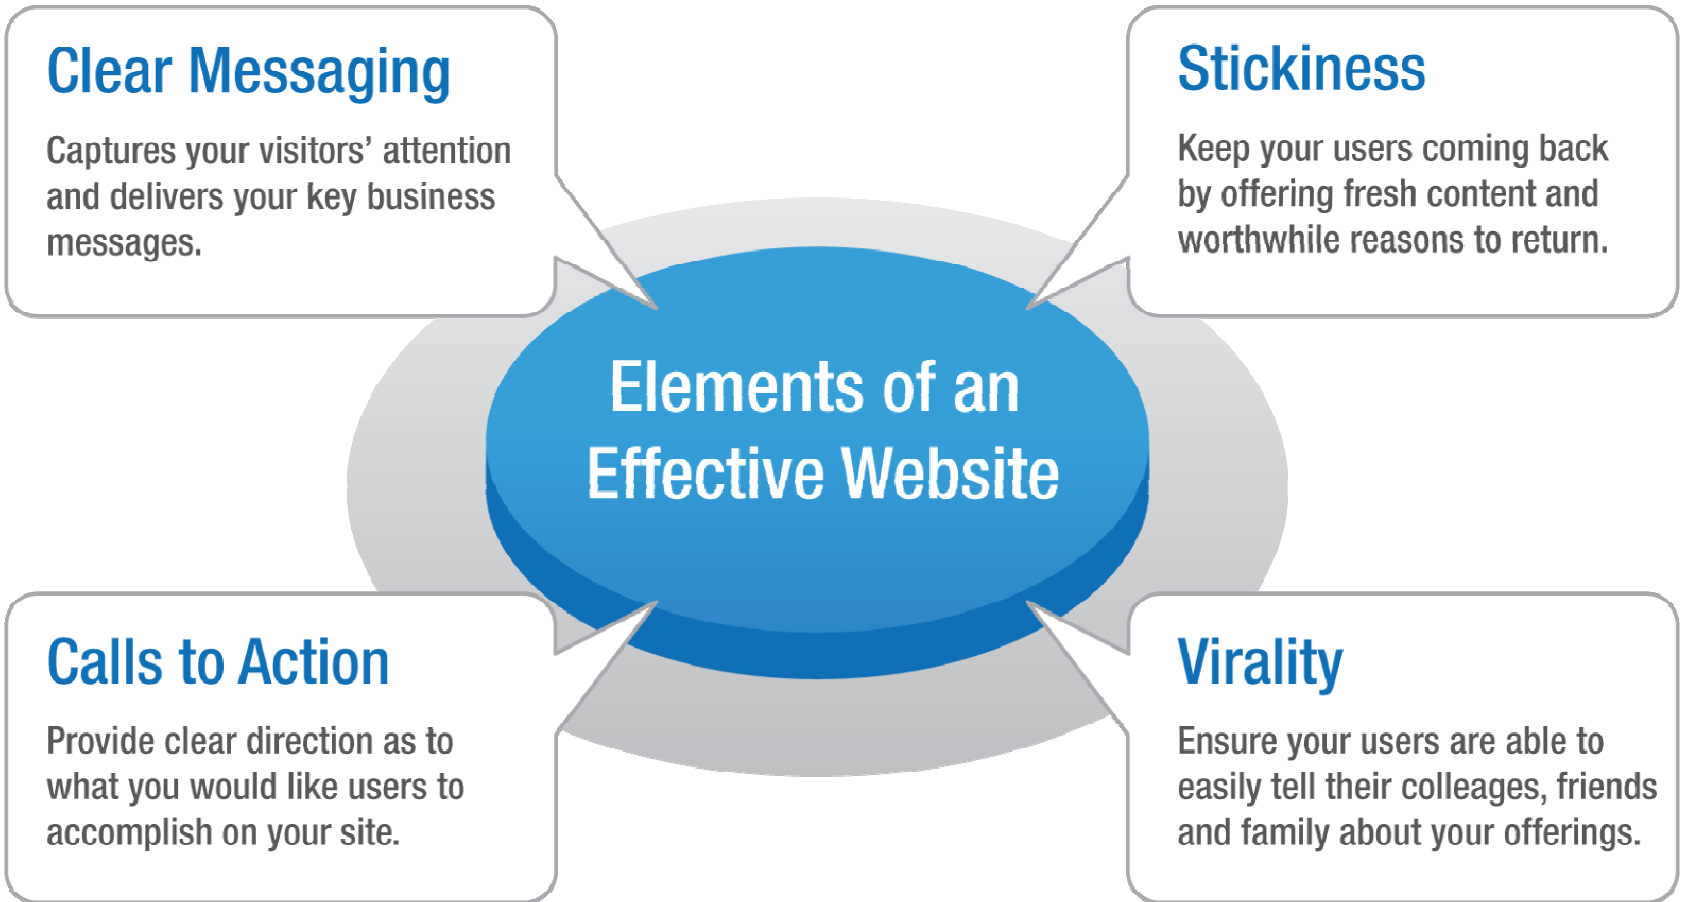 Clear Messaging
Captures your visitors’ attention
and delivers your key business
messages.
Stickiness
Keep your users coming back
by offering fresh content and
worthwhile reasons to return.
Elements of an
Effective Website
Calls to Action
Provide clear direction as to
what you would like users to
accomplish on your site.
Virality
Ensure your users are able to
easily tell their colleages, friends
and family about your offerings.